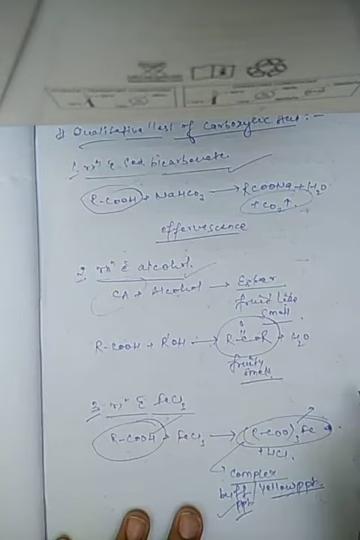 1) Qualitative Test of Carboxylic Acid :-
1. rxn c̄ Sod bicarbonate.
R-COOH + NaHCO3 → RCOONa + H2O
+ CO2 ↑.
effervescence
2. rxn c̄ alcohol.
CA + Alcohol → Ester
fruit like
smell.
R-COOH + R'OH → R-C-OR + H2O
O
fruity
smell.
3. rxn c̄ FeCl3
R-COOH + FeCl3 → (R-COO)3 Fe
+ HCl.
complex
buff / yellow ppt.
ppt